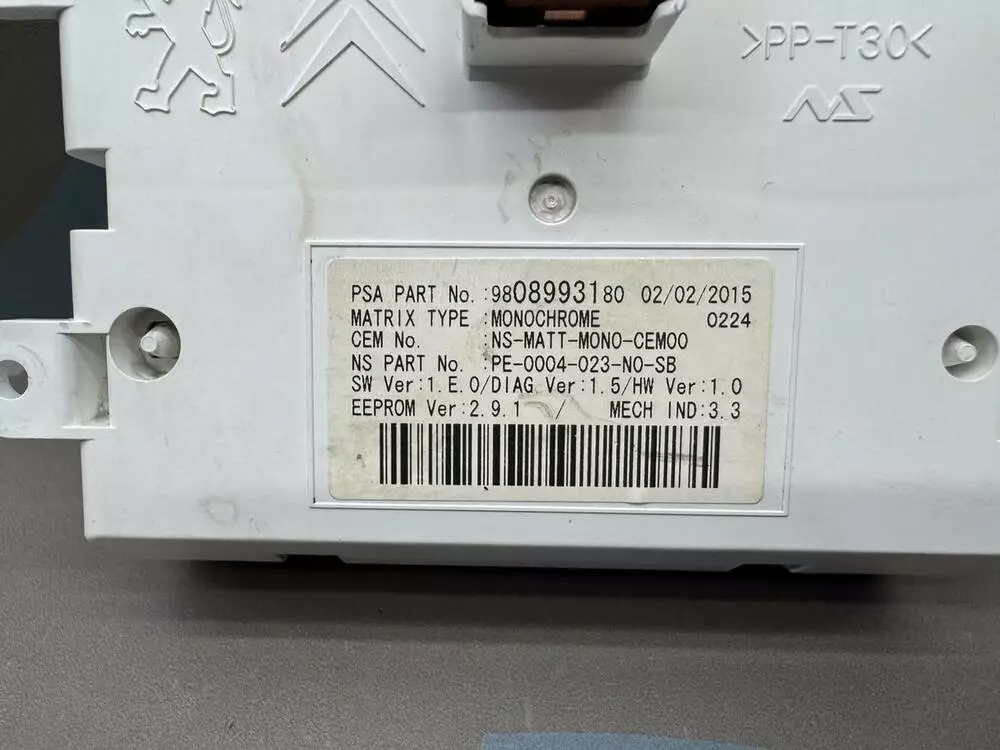 >PP-T30<
NS
PSA PART No. :9808993180 02/02/2015
MATRIX TYPE :MONOCHROME 0224
CEM No. :NS-MATT-MONO-CEM00
NS PART No. :PE-0004-023-NO-SB
SW Ver:1.E.0/DIAG Ver:1.5/HW Ver:1.0
EEPROM Ver:2.9.1 / MECH IND:3.3